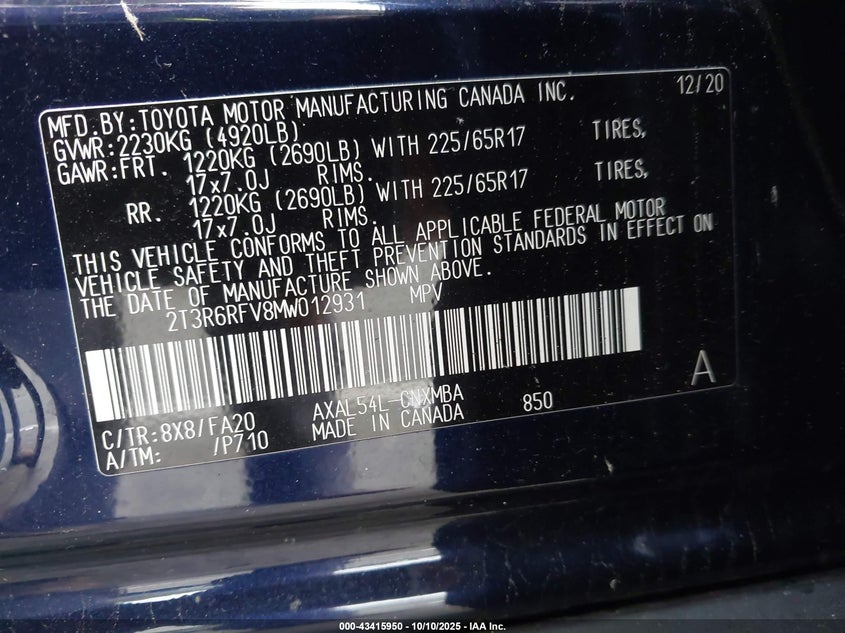 MFD.BY:TOYOTA MOTOR MANUFACTURING CANADA INC. 12/20
GVWR:2230KG (4920LB)
GAWR:FRT. 1220KG (2690LB) WITH 225/65R17 TIRES,
17x7.0J RIMS.
RR. 1220KG (2690LB) WITH 225/65R17 TIRES,
17x7.0J RIMS.
THIS VEHICLE CONFORMS TO ALL APPLICABLE FEDERAL MOTOR
VEHICLE SAFETY AND THEFT PREVENTION STANDARDS IN EFFECT ON
THE DATE OF MANUFACTURE SHOWN ABOVE.
2T3R6RFV8MW012931 MPV
A
C/TR:8X8/FA20 AXAL54L-CNXMBA 850
A/TM: /P710 MADE IN CANADA
000-43415950 - 10/10/2025 - IAA Inc.